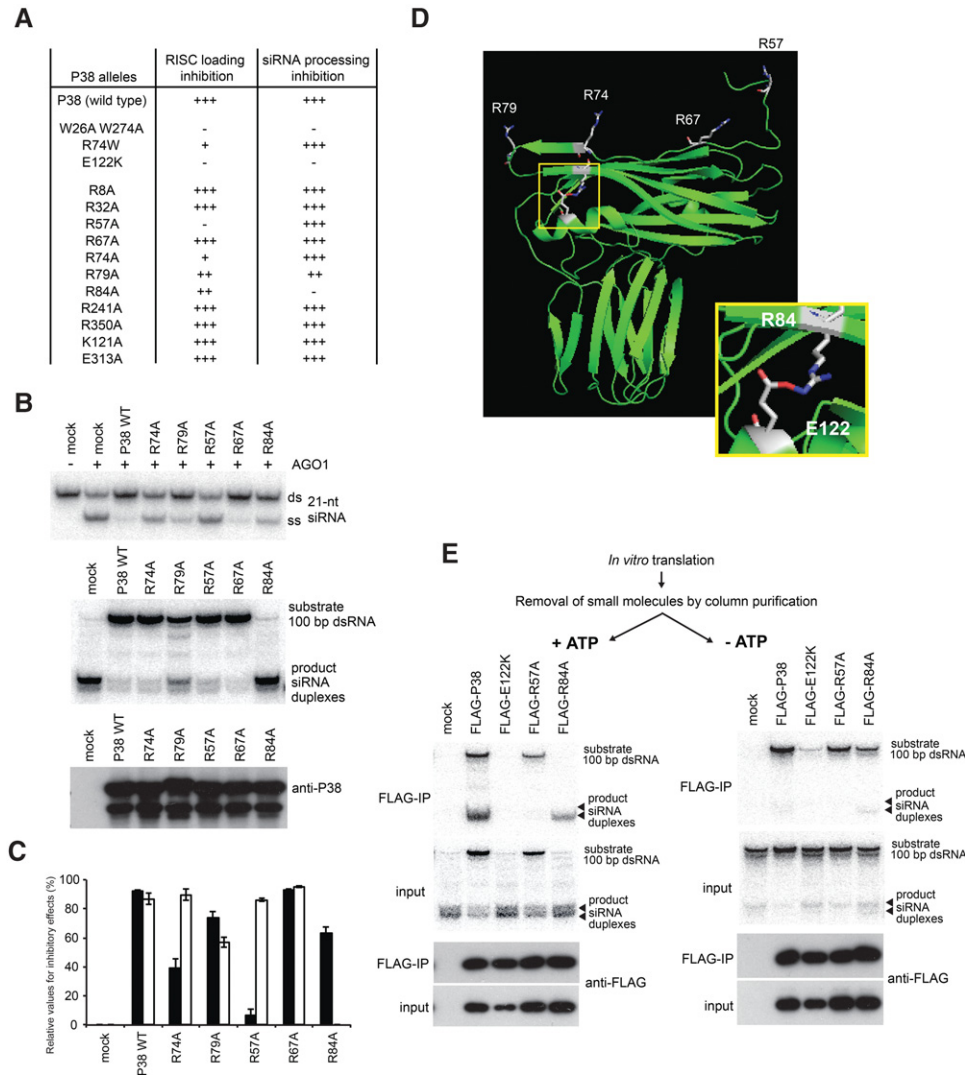 A
P38 alleles RISC loading inhibition siRNA processing inhibition
P38 (wild type) +++ +++
W26A W274A - -
R74W + -
E122K - -
R8A +++ +++
R32A +++ +++
R57A - +++
R67A +++ +++
R74A + +++
R79A ++ ++
R84A ++ -
R241A +++ +++
R350A +++ +++
K121A +++ +++
E313A +++ +++
B
mock mock P38 WT R74A R79A R57A R67A R84A
- + + + + + + + AGO1
ds 21-nt
ss siRNA
mock P38 WT R74A R79A R57A R67A R84A
substrate
100 bp dsRNA
product
siRNA
duplexes
mock P38 WT R74A R79A R57A R67A R84A
anti-P38
C
Relative values for inhibitory effects (%)
100
80
60
40
20
0
mock P38 WT R74A R79A R57A R67A R84A
D
R57
R79
R74
R67
R84
E122
E
In vitro translation
Removal of small molecules by column purification
+ ATP - ATP
mock FLAG-P38 FLAG-E122K FLAG-R57A FLAG-R84A
FLAG-IP
substrate
100 bp dsRNA
product
siRNA
duplexes
input
substrate
100 bp dsRNA
product
siRNA
duplexes
FLAG-IP
input
anti-FLAG
mock FLAG-P38 FLAG-E122K FLAG-R57A FLAG-R84A
FLAG-IP
substrate
100 bp dsRNA
product
siRNA
duplexes
input
substrate
100 bp dsRNA
product
siRNA
duplexes
FLAG-IP
input
anti-FLAG